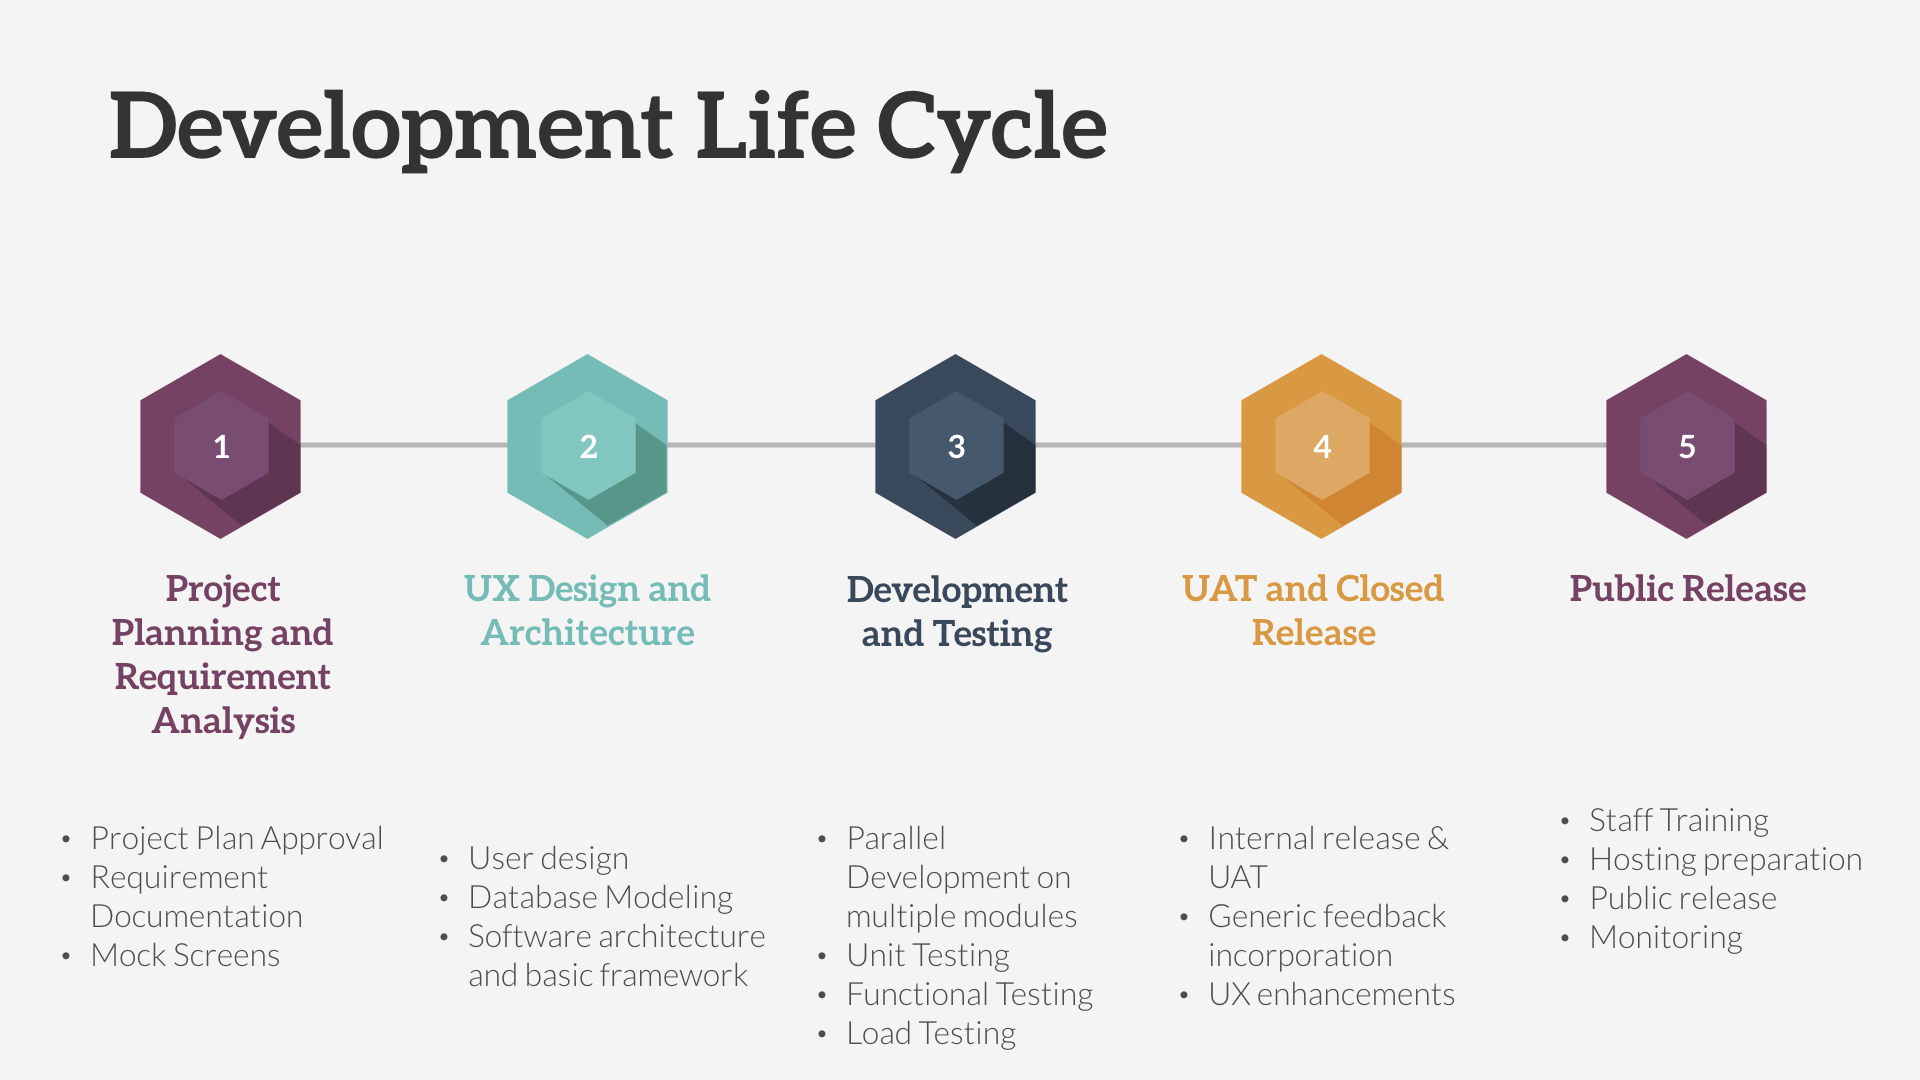 Development Life Cycle
1
2
3
4
5
Project
Planning and
Requirement
Analysis
UX Design and
Architecture
Development
and Testing
UAT and Closed
Release
Public Release
• Project Plan Approval
• Requirement
Documentation
• Mock Screens
• User design
• Database Modeling
• Software architecture
and basic framework
• Parallel
Development on
multiple modules
• Unit Testing
• Functional Testing
• Load Testing
• Internal release &
UAT
• Generic feedback
incorporation
• UX enhancements
• Staff Training
• Hosting preparation
• Public release
• Monitoring